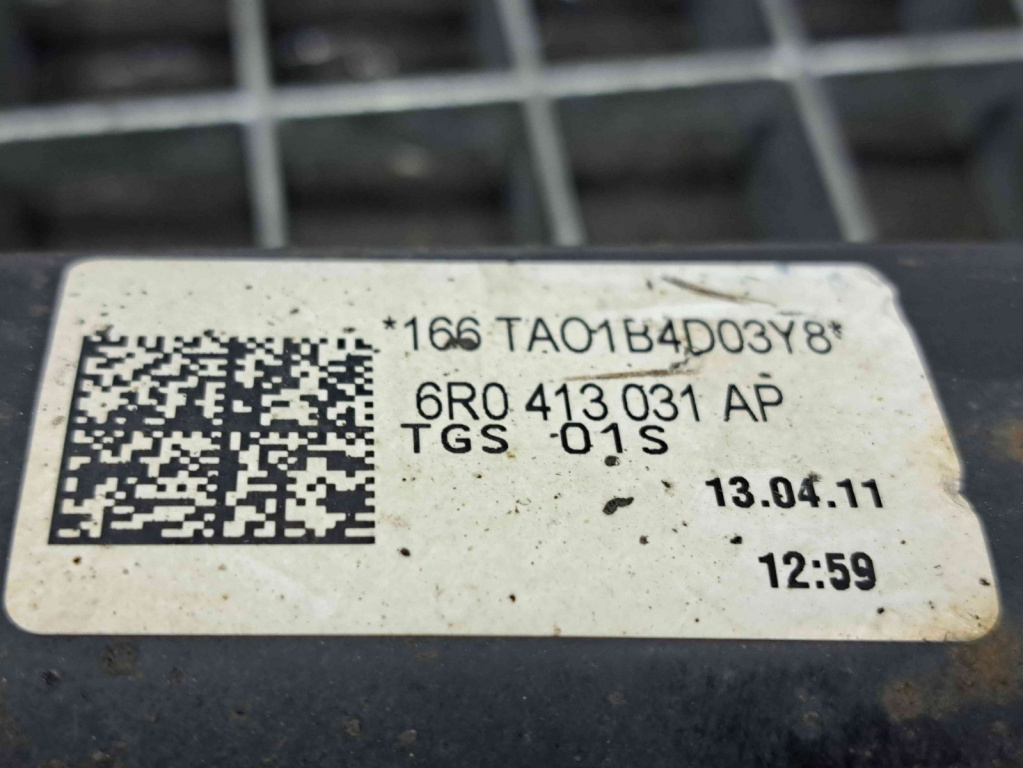 *166 TAO1B4D03Y8*
6R0 413 031 AP
TGS 01S
13.04.11
12:59